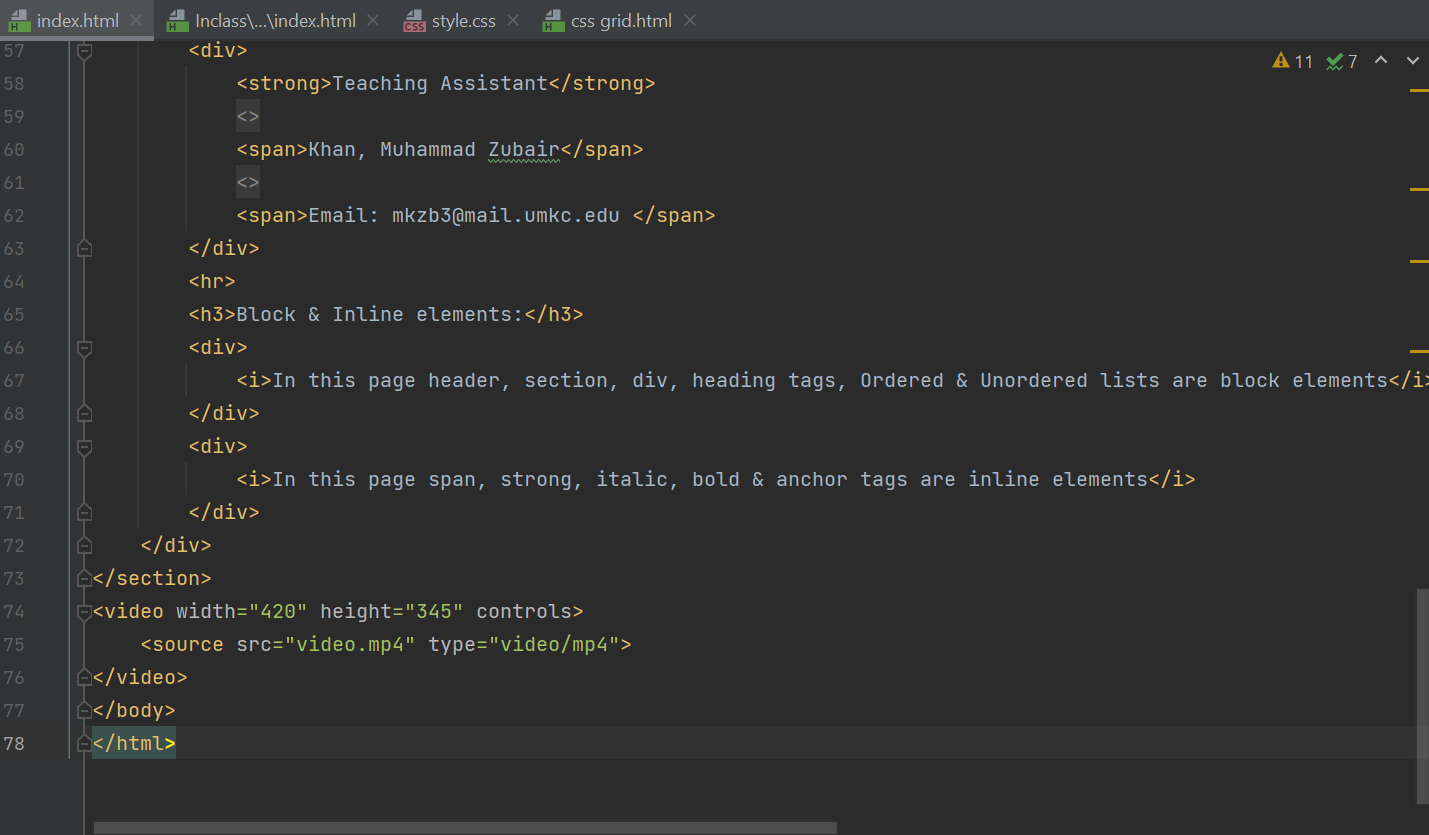 index.html Inclass\...\index.html style.css css grid.html
11 7
57 <div>
58 <strong>Teaching Assistant</strong>
59 <>
60 <span>Khan, Muhammad Zubair</span>
61 <>
62 <span>Email: mkzb3@mail.umkc.edu </span>
63 </div>
64 <hr>
65 <h3>Block & Inline elements:</h3>
66 <div>
67 <i>In this page header, section, div, heading tags, Ordered & Unordered lists are block elements</i>
68 </div>
69 <div>
70 <i>In this page span, strong, italic, bold & anchor tags are inline elements</i>
71 </div>
72 </div>
73 </section>
74 <video width="420" height="345" controls>
75 <source src="video.mp4" type="video/mp4">
76 </video>
77 </body>
78 </html>